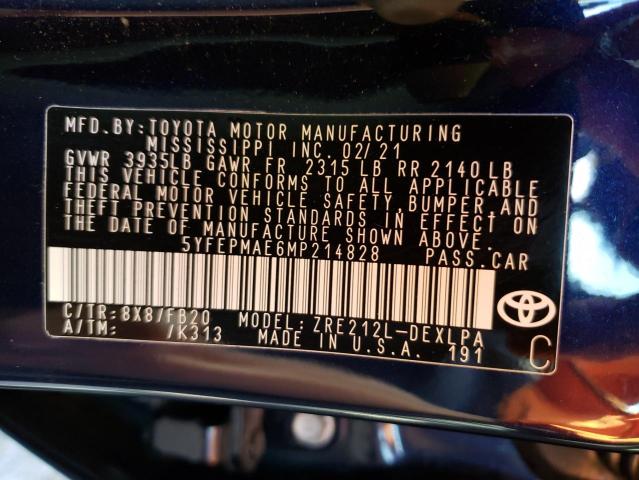 MFD.BY:TOYOTA MOTOR MANUFACTURING
MISSISSIPPI INC. 02/21
GVWR 3935LB GAWR FR 2315 LB RR 2140 LB
THIS VEHICLE CONFORMS TO ALL APPLICABLE
FEDERAL MOTOR VEHICLE SAFETY, BUMPER, AND
THEFT PREVENTION STANDARDS IN EFFECT ON
THE DATE OF MANUFACTURE SHOWN ABOVE.
5YFEPMAE6MP214828 PASS.CAR
C/TR:8X8/FB20 MODEL: ZRE212L-DEXLPA
A/TM: /K313 MADE IN U.S.A. 191
C